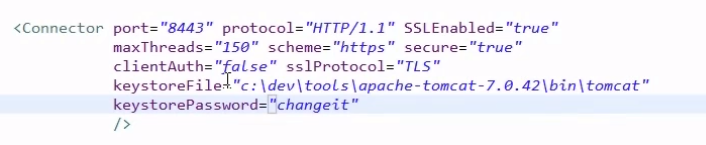 <Connector port="8443" protocol="HTTP/1.1" SSLEnabled="true"
maxThreads="150" scheme="https" secure="true"
clientAuth="false" sslProtocol="TLS"
keystoreFile="c:\dev\tools\apache-tomcat-7.0.42\bin\tomcat"
keystorePassword="changeit"
/>